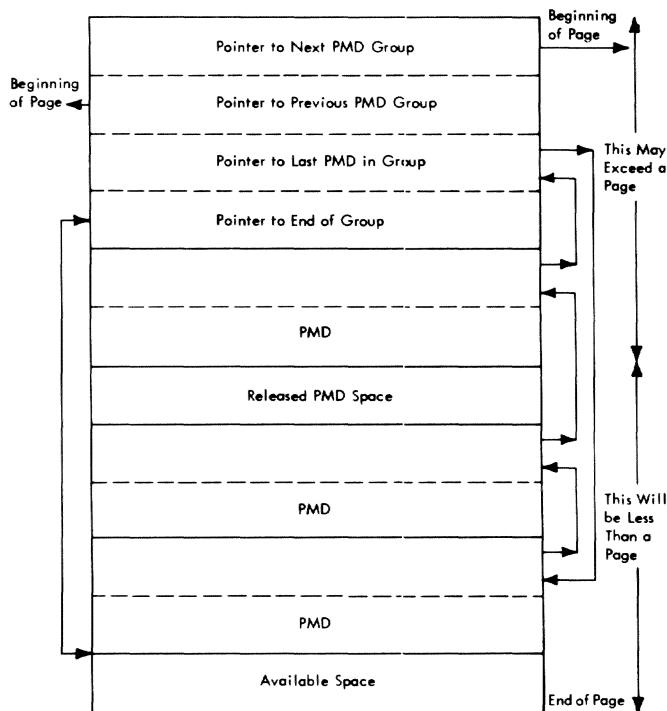 Beginning
of Page
Pointer to Next PMD Group
Beginning
of Page
Pointer to Previous PMD Group
This May
Exceed a
Page
Pointer to Last PMD in Group
Pointer to End of Group
PMD
Released PMD Space
PMD
This Will
be Less
Than a
Page
PMD
Available Space
End of Page